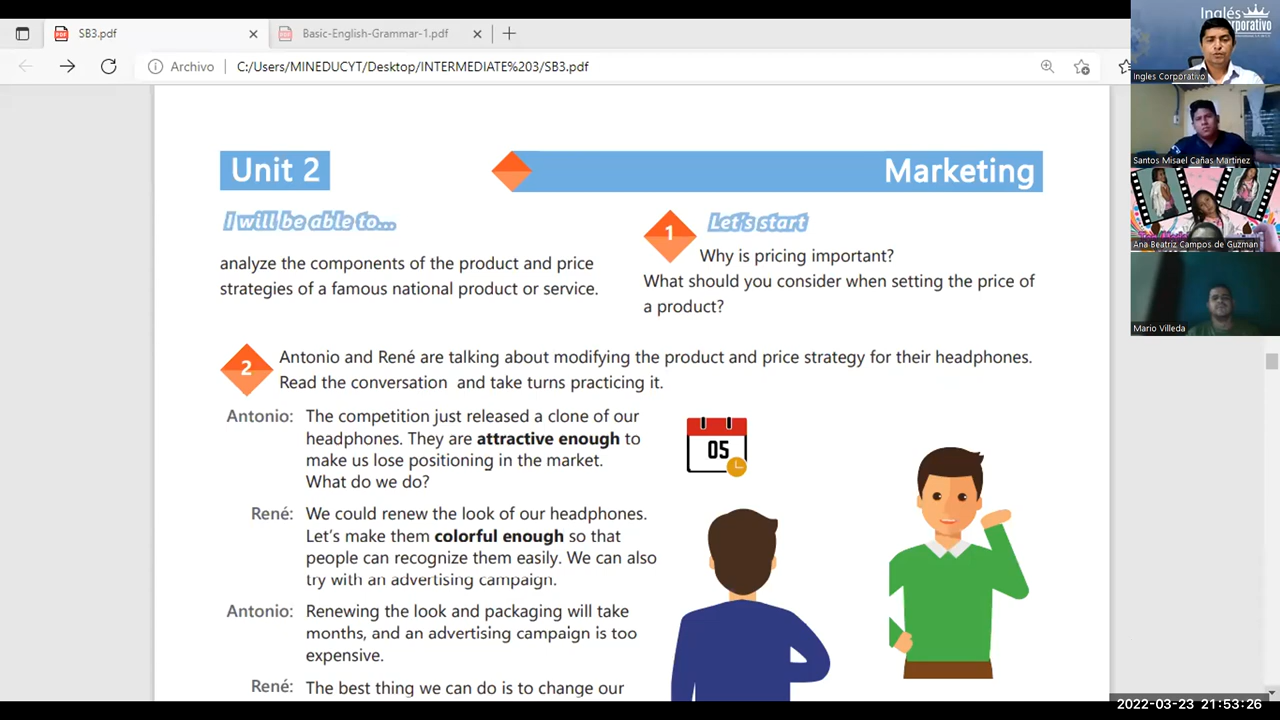 SB3.pdf
Basic-English-Grammar-1.pdf
Archivo
C:/Users/MINEDUCYT/Desktop/INTERMEDIATE%203/SB3.pdf
Unit 2
Marketing
I will be able to...
analyze the components of the product and price
strategies of a famous national product or service.
1
Let's start
Why is pricing important?
What should you consider when setting the price of
a product?
2
Antonio and René are talking about modifying the product and price strategy for their headphones.
Read the conversation and take turns practicing it.
Antonio: The competition just released a clone of our
headphones. They are attractive enough to
make us lose positioning in the market.
What do we do?
05
René: We could renew the look of our headphones.
Let's make them colorful enough so that
people can recognize them easily. We can also
try with an advertising campaign.
Antonio: Renewing the look and packaging will take
months, and an advertising campaign is too
expensive.
René: The best thing we can do is to change our
Inglés
Ingles Corporativo
Santos Misael Cañas Martinez
Ana Beatriz Campos de Guzman
Mario Villeda
2022-03-23 21:53:26